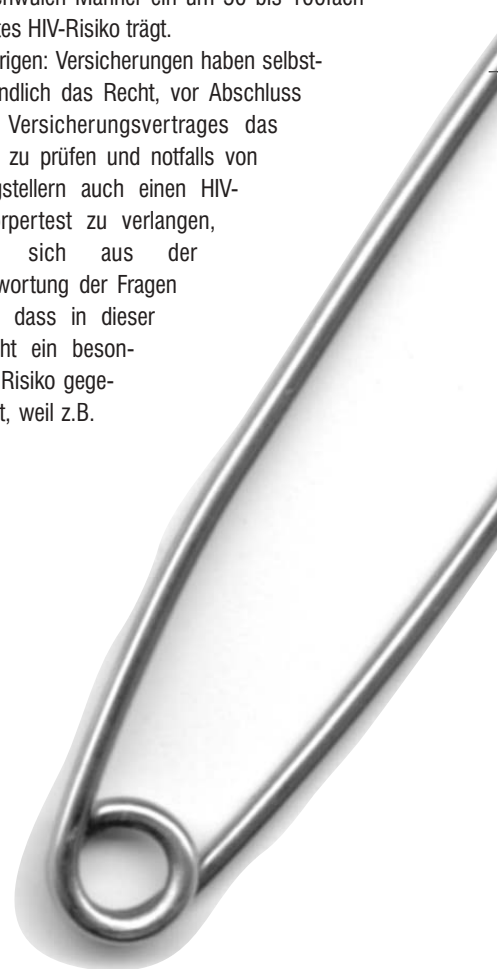 chwulen Männer ein um 50 bis 100fach
tes HIV-Risiko trägt.
rigen: Versicherungen haben selbst-
ndlich das Recht, vor Abschluss
Versicherungsvertrages das
zu prüfen und notfalls von
gstellern auch einen HIV-
rpertest zu verlangen,
sich aus der
wortung der Fragen
dass in dieser
ht ein beson-
Risiko gege-
t, weil z.B.